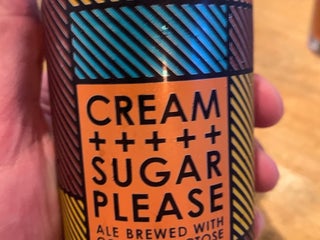 CREAM
+++++
SUGAR
PLEASE
ALE BREWED WITH